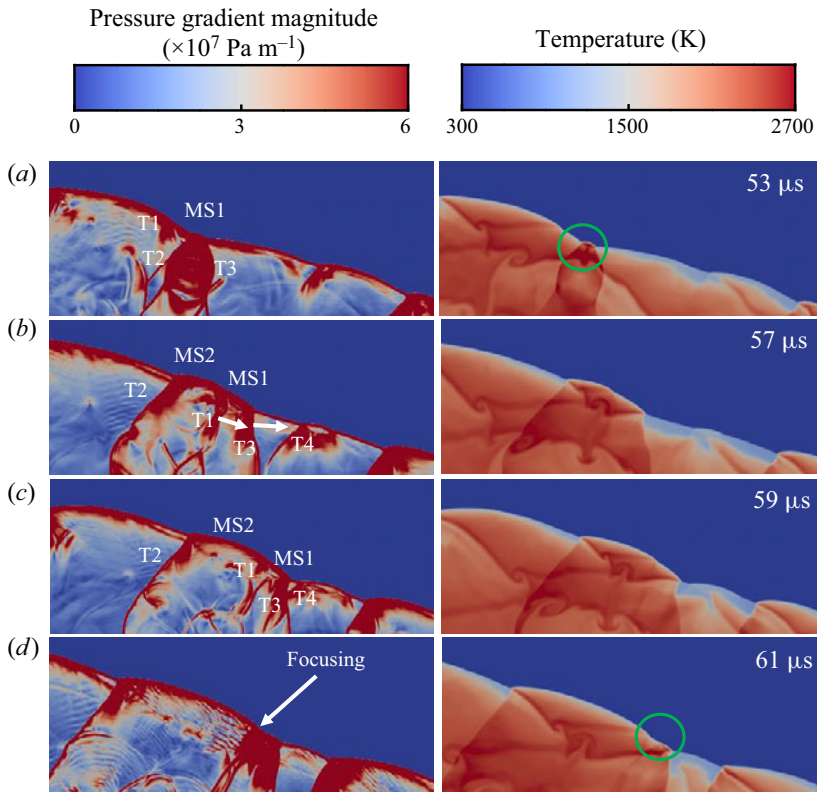 Pressure gradient magnitude
(×10⁷ Pa m⁻¹)
Temperature (K)
0 3 6
300 1500 2700
(a)
MS1
T1
T2
T3
53 μs
(b)
MS2
MS1
T2
T1
T3
T4
57 μs
(c)
MS2
MS1
T2
T1
T3
T4
59 μs
(d)
Focusing
61 μs